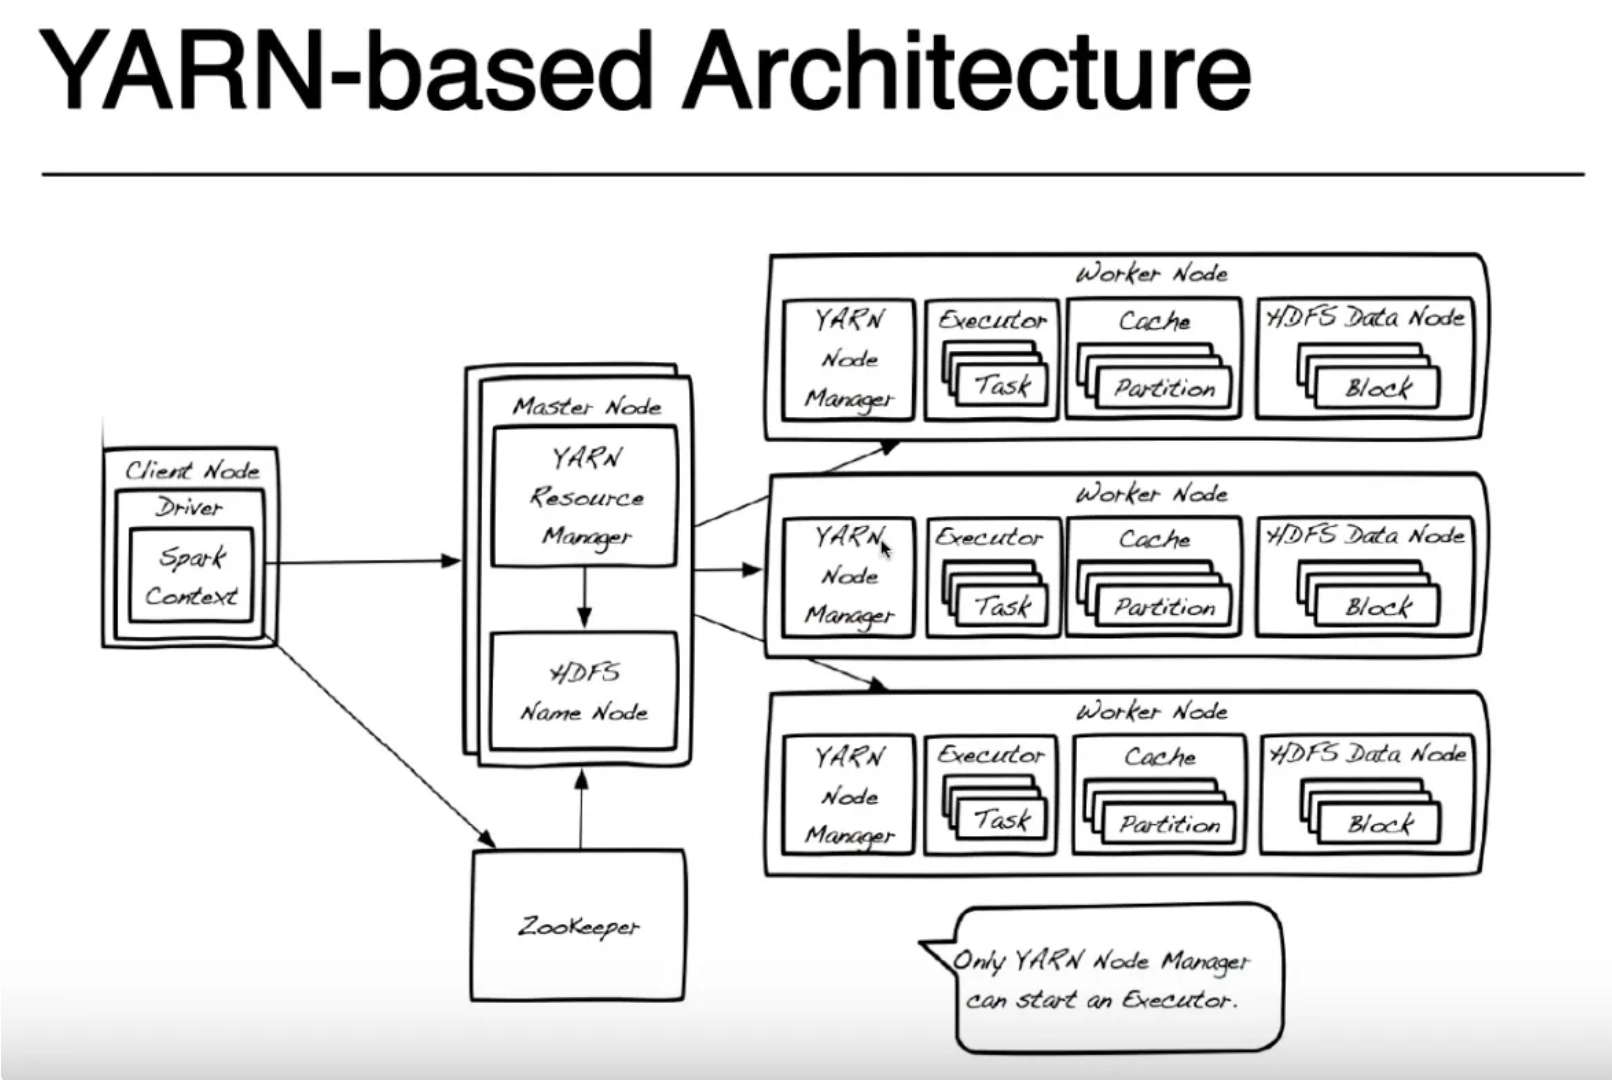 YARN-based Architecture
Client Node
Driver
Spark
Context
Master Node
YARN
Resource
Manager
HDFS
Name Node
ZooKeeper
Worker Node
YARN
Node
Manager
Executor
Task
Cache
Partition
HDFS Data Node
Block
Worker Node
YARN
Node
Manager
Executor
Task
Cache
Partition
HDFS Data Node
Block
Worker Node
YARN
Node
Manager
Executor
Task
Cache
Partition
HDFS Data Node
Block
Only YARN Node Manager
can start an Executor.